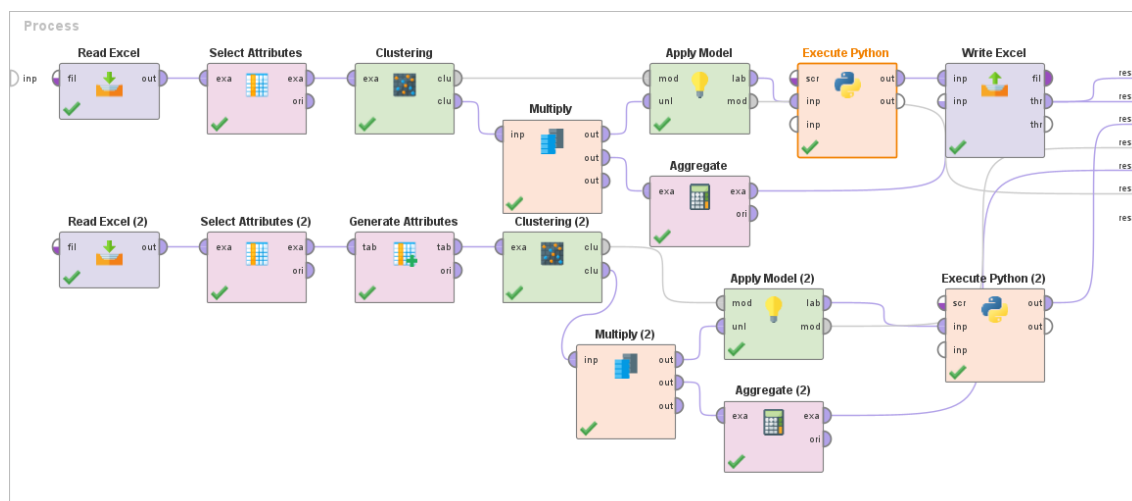 Process
Read Excel
Select Attributes
Clustering
Apply Model
Execute Python
Write Excel
inp
fil
out
exa
exa
ori
exa
clu
clu
mod
unl
lab
mod
scr
inp
inp
out
out
inp
inp
fil
thr
thr
res
res
res
res
res
res
res
Multiply
inp
out
out
out
Aggregate
exa
exa
ori
Read Excel (2)
Select Attributes (2)
Generate Attributes
Clustering (2)
fil
out
exa
exa
ori
tab
tab
ori
exa
clu
clu
Apply Model (2)
Execute Python (2)
mod
unl
lab
mod
scr
inp
inp
out
out
Multiply (2)
inp
out
out
out
Aggregate (2)
exa
exa
ori